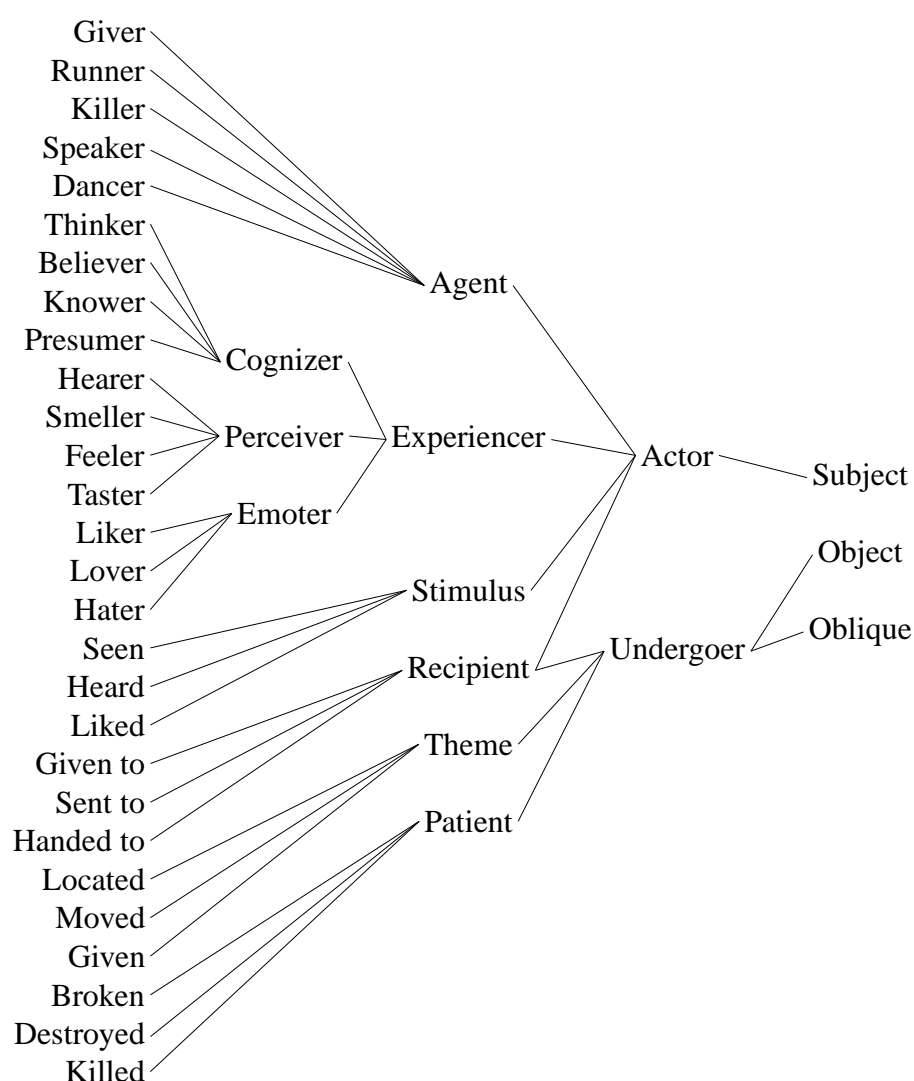 Giver
Runner
Killer
Speaker
Dancer
Thinker
Believer
Knower
Presumer
Hearer
Smeller
Feeler
Taster
Liker
Lover
Hater
Seen
Heard
Liked
Given to
Sent to
Handed to
Located
Moved
Given
Broken
Destroyed
Killed
Cognizer
Perceiver
Emoter
Agent
Experiencer
Stimulus
Recipient
Theme
Patient
Actor
Undergoer
Subject
Object
Oblique